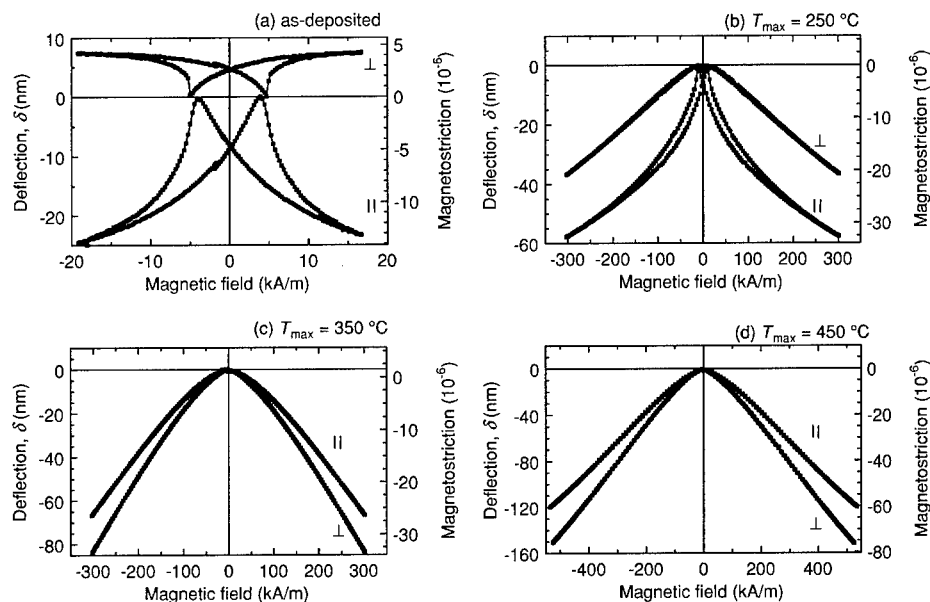 (a) as-deposited
10
0
-10
-20
Deflection, δ (nm)
5
0
-5
-10
Magnetostriction (10⁻⁶)
⊥
||
-20 -10 0 10 20
Magnetic field (kA/m)
(b) Tmax = 250 °C
0
-20
-40
-60
Deflection, δ (nm)
0
-10
-20
-30
Magnetostriction (10⁻⁶)
⊥
||
-300 -200 -100 0 100 200 300
Magnetic field (kA/m)
(c) Tmax = 350 °C
0
-20
-40
-60
-80
Deflection, δ (nm)
0
-10
-20
-30
Magnetostriction (10⁻⁶)
||
⊥
-300 -200 -100 0 100 200 300
Magnetic field (kA/m)
(d) Tmax = 450 °C
0
-40
-80
-120
-160
Deflection, δ (nm)
0
-20
-40
-60
-80
Magnetostriction (10⁻⁶)
||
⊥
-400 -200 0 200 400
Magnetic field (kA/m)